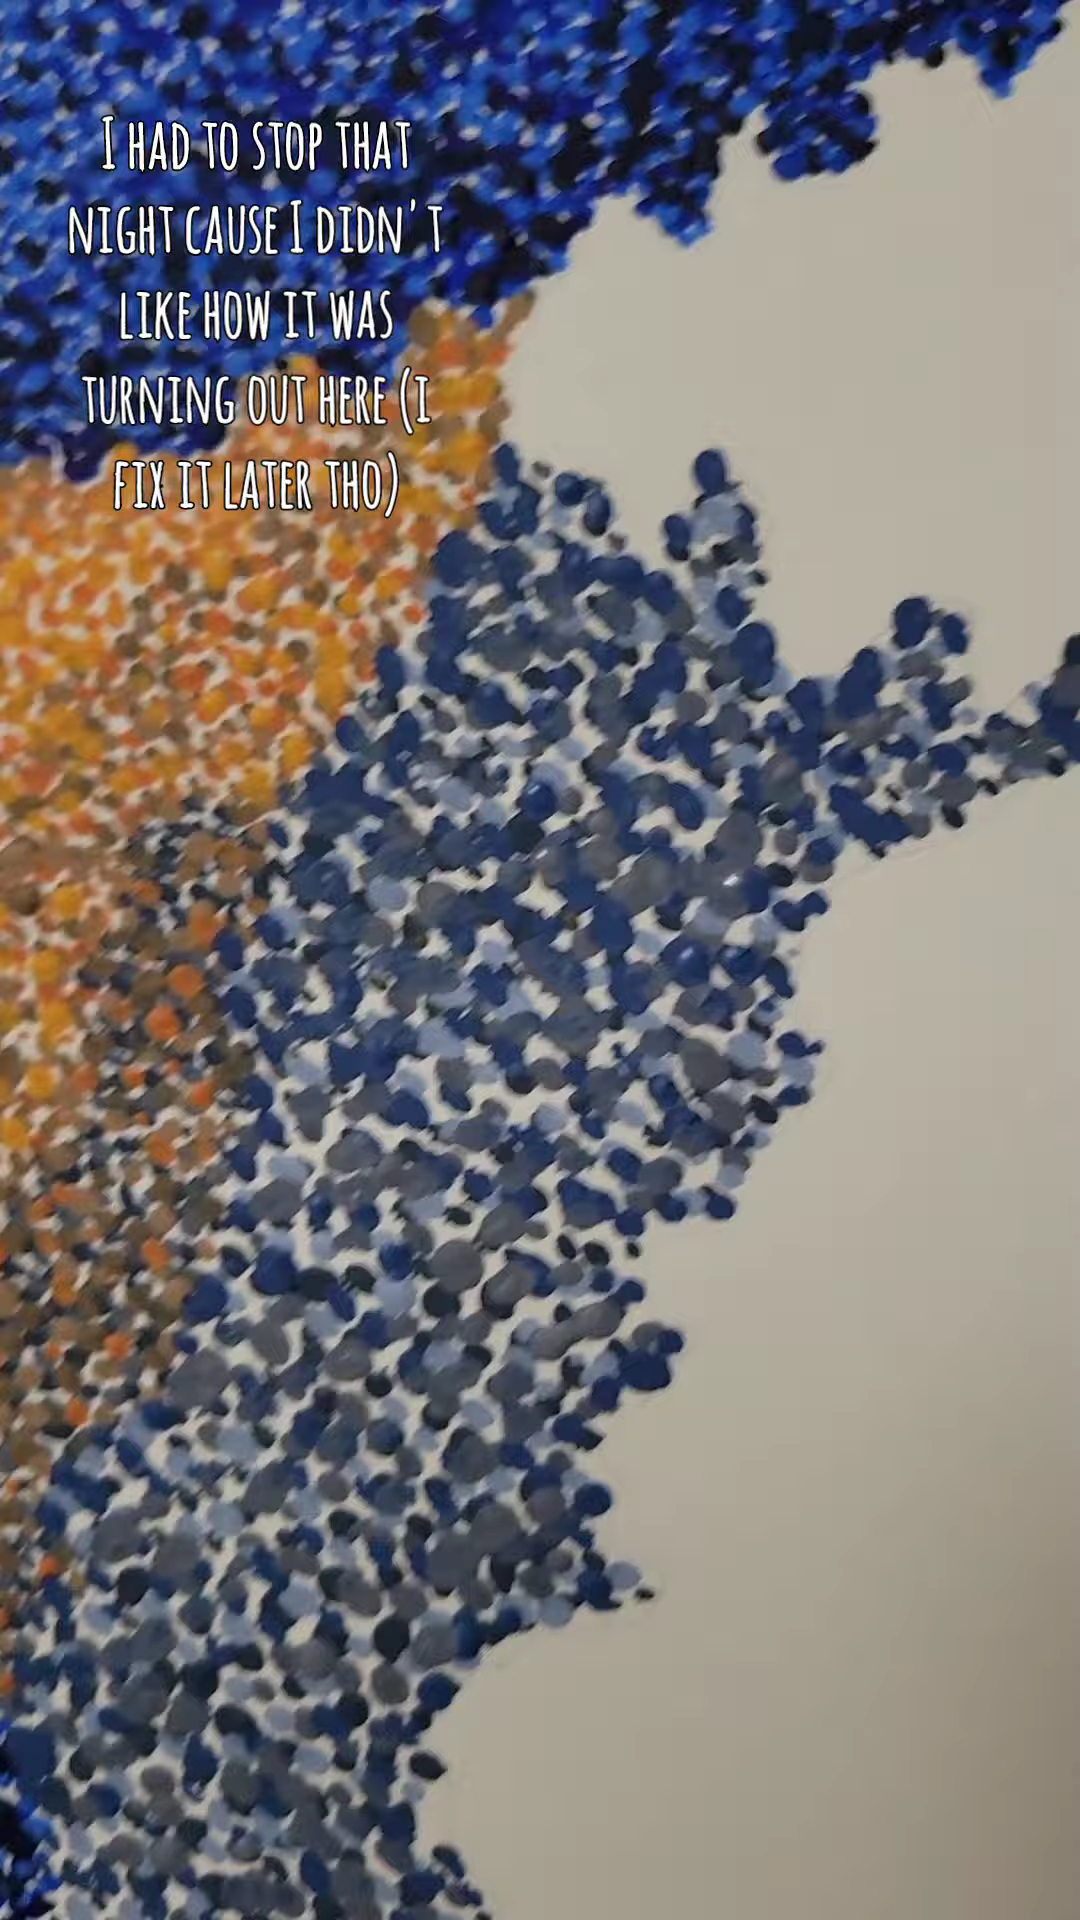 I HAD TO STOP THAT
NIGHT CAUSE I DIDN'T
LIKE HOW IT WAS
TURNING OUT HERE (I
FIX IT LATER THO)